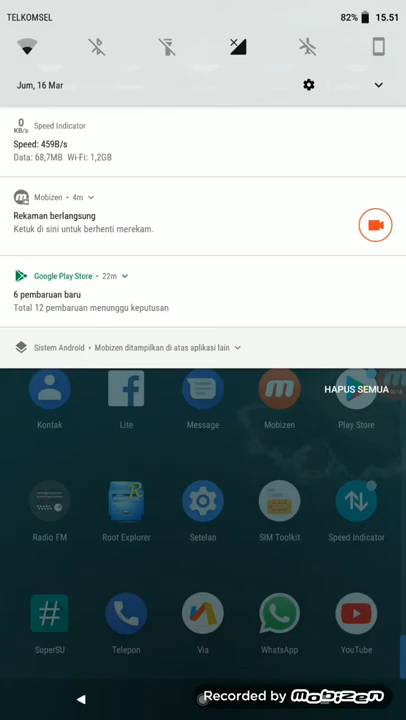 TELKOMSEL
82% 15.51
Jum, 16 Mar
0
KB/s
Speed Indicator
Speed: 459B/s
Data: 68,7MB Wi-Fi: 1,2GB
Mobizen • 4m
Rekaman berlangsung
Ketuk di sini untuk berhenti merekam.
Google Play Store • 22m
6 pembaruan baru
Total 12 pembaruan menunggu keputusan
Sistem Android • Mobizen ditampilkan di atas aplikasi lain
HAPUS SEMUA
Kontak Lite Message Mobizen Play Store
Radio FM Root Explorer Setelan SIM Toolkit Speed Indicator
SuperSU Telepon Via WhatsApp YouTube
Recorded by mobizen